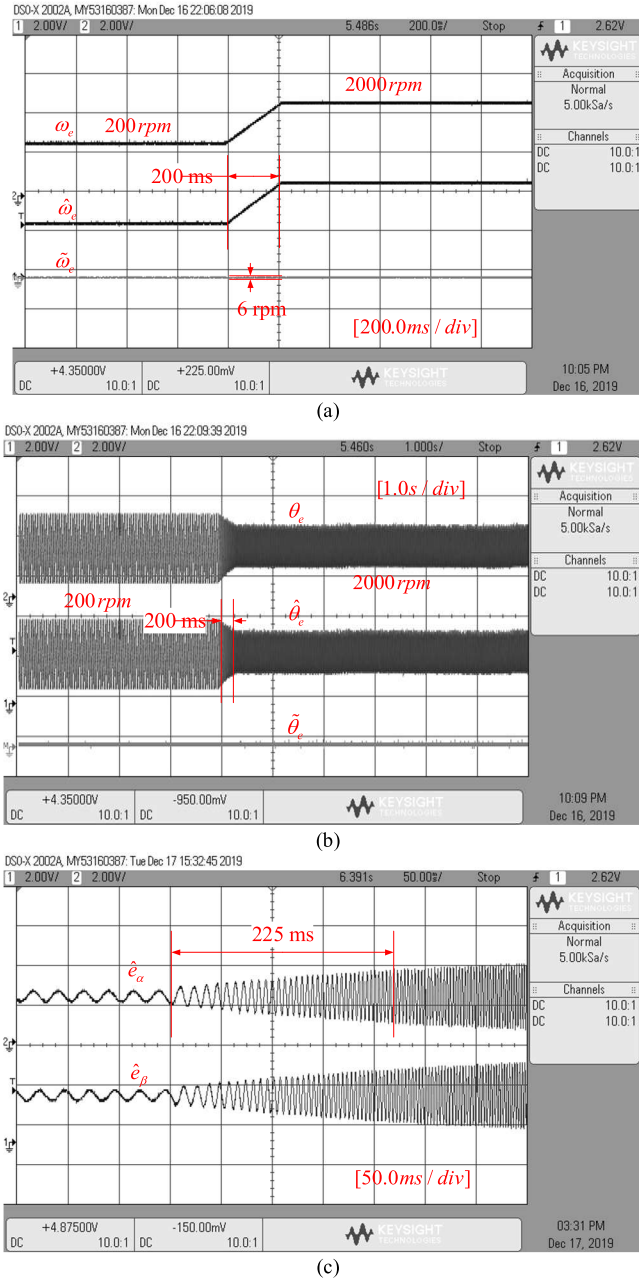 DSO-X 2002A, MY53160387: Mon Dec 16 22:06:08 2019
1 2.00V/ 2 2.00V/ 5.486s 200.0ms/ Stop 1 2.62V
KEYSIGHT
TECHNOLOGIES
Acquisition
Normal
5.00kSa/s
Channels
DC 10.0:1
DC 10.0:1
ω_e 200rpm 2000rpm
200 ms
ω̂_e
ω̃_e
6 rpm
[200.0ms / div]
+4.35000V
DC 10.0:1
+225.00mV
DC 10.0:1
KEYSIGHT
TECHNOLOGIES
10:05 PM
Dec 16, 2019
(a)
DSO-X 2002A, MY53160387: Mon Dec 16 22:09:39 2019
1 2.00V/ 2 2.00V/ 5.460s 1.000s/ Stop 1 2.62V
KEYSIGHT
TECHNOLOGIES
Acquisition
Normal
5.00kSa/s
Channels
DC 10.0:1
DC 10.0:1
[1.0s / div]
θ_e
200rpm 2000rpm
200 ms θ̂_e
θ̃_e
+4.35000V
DC 10.0:1
-950.00mV
DC 10.0:1
KEYSIGHT
TECHNOLOGIES
10:09 PM
Dec 16, 2019
(b)
DSO-X 2002A, MY53160387: Tue Dec 17 15:32:45 2019
1 2.00V/ 2 2.00V/ 6.391s 50.00ms/ Stop 1 2.62V
KEYSIGHT
TECHNOLOGIES
Acquisition
Normal
5.00kSa/s
Channels
DC 10.0:1
DC 10.0:1
225 ms
ê_α
ê_β
[50.0ms / div]
+4.87500V
DC 10.0:1
-150.00mV
DC 10.0:1
KEYSIGHT
TECHNOLOGIES
03:31 PM
Dec 17, 2019
(c)